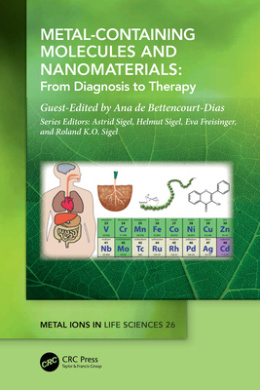 METAL-CONTAINING
MOLECULES AND
NANOMATERIALS:
From Diagnosis to Therapy
Guest-Edited by Ana de Bettencourt-Dias
Series Editors: Astrid Sigel, Helmut Sigel, Eva Freisinger,
and Roland K.O. Sigel
V Cr Mn Fe Co Ni Cu Zn
Nb Mo Tc Ru Rh Pd Ag Cd
METAL IONS IN LIFE SCIENCES 26
CRC
CRC Press
Taylor & Francis Group